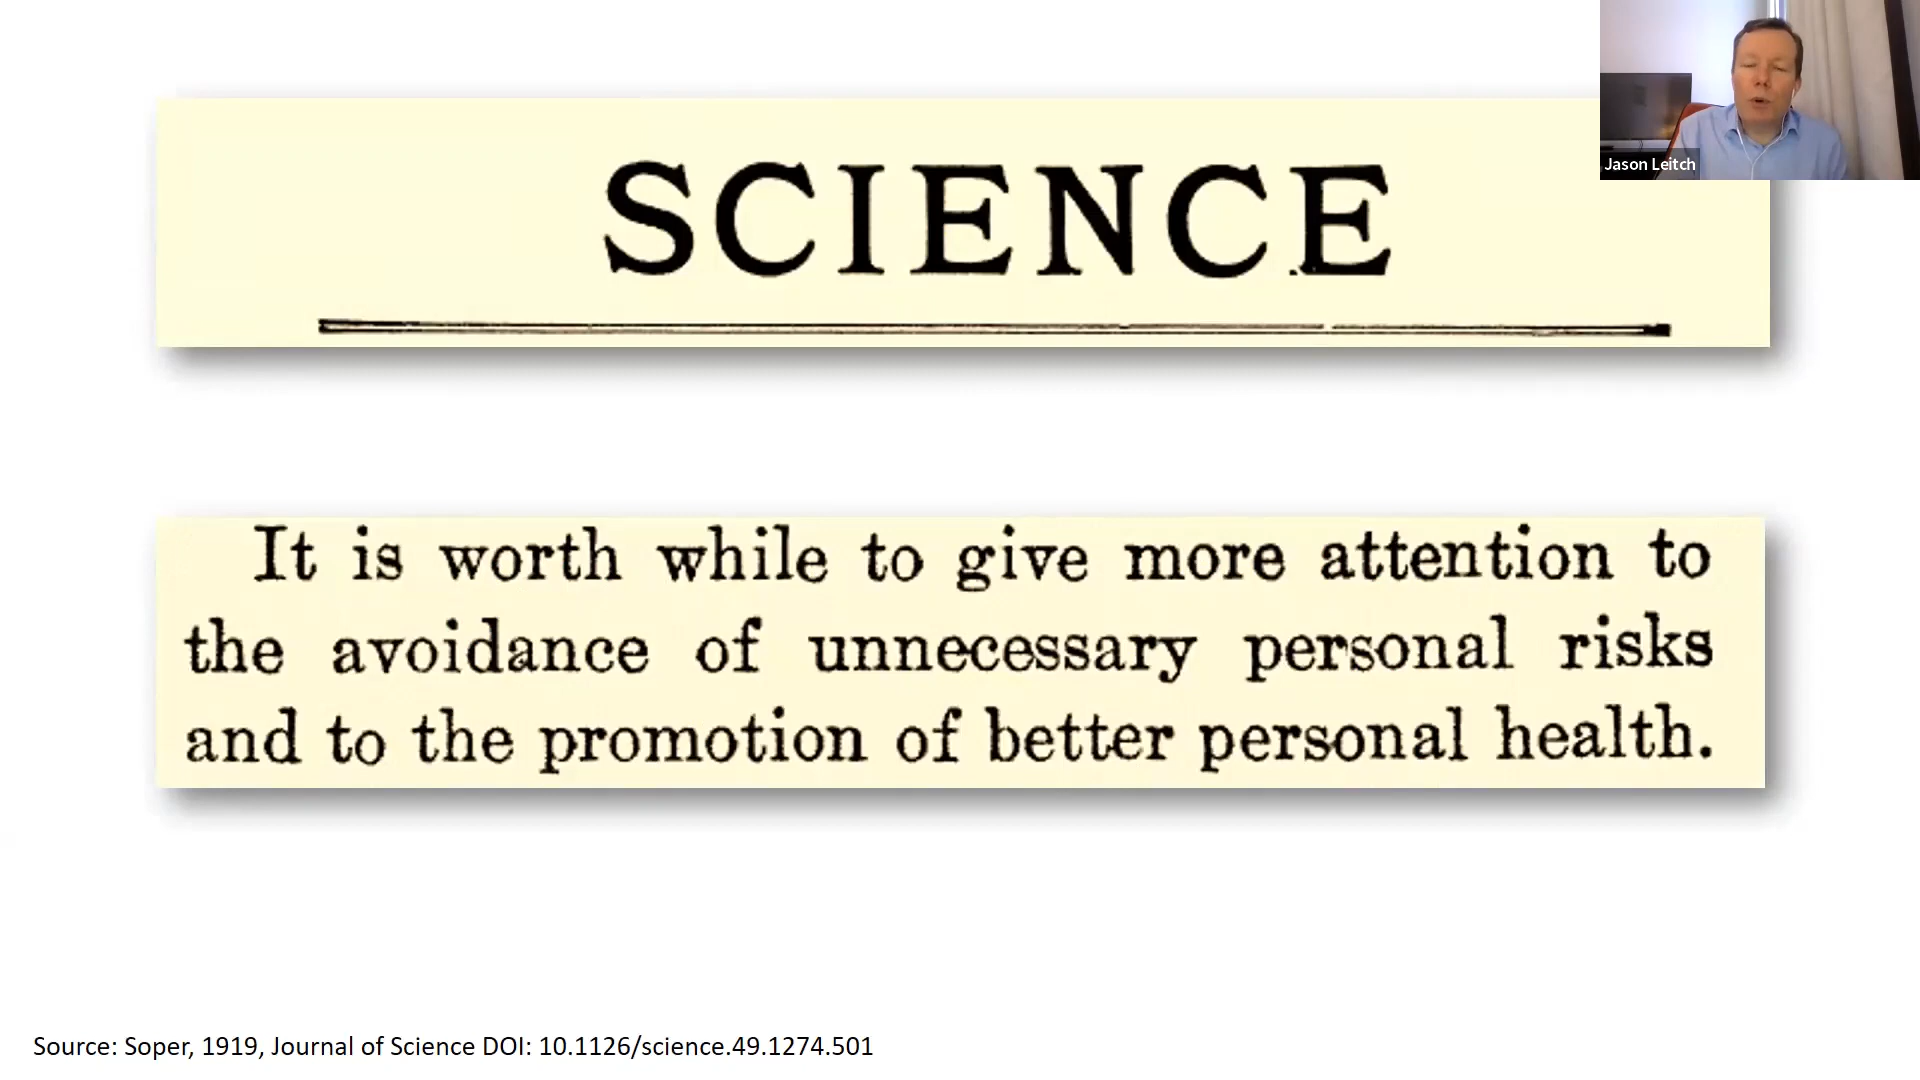 SCIENCE
Jason Leitch
It is worth while to give more attention to
the avoidance of unnecessary personal risks
and to the promotion of better personal health.
Source: Soper, 1919, Journal of Science DOI: 10.1126/science.49.1274.501